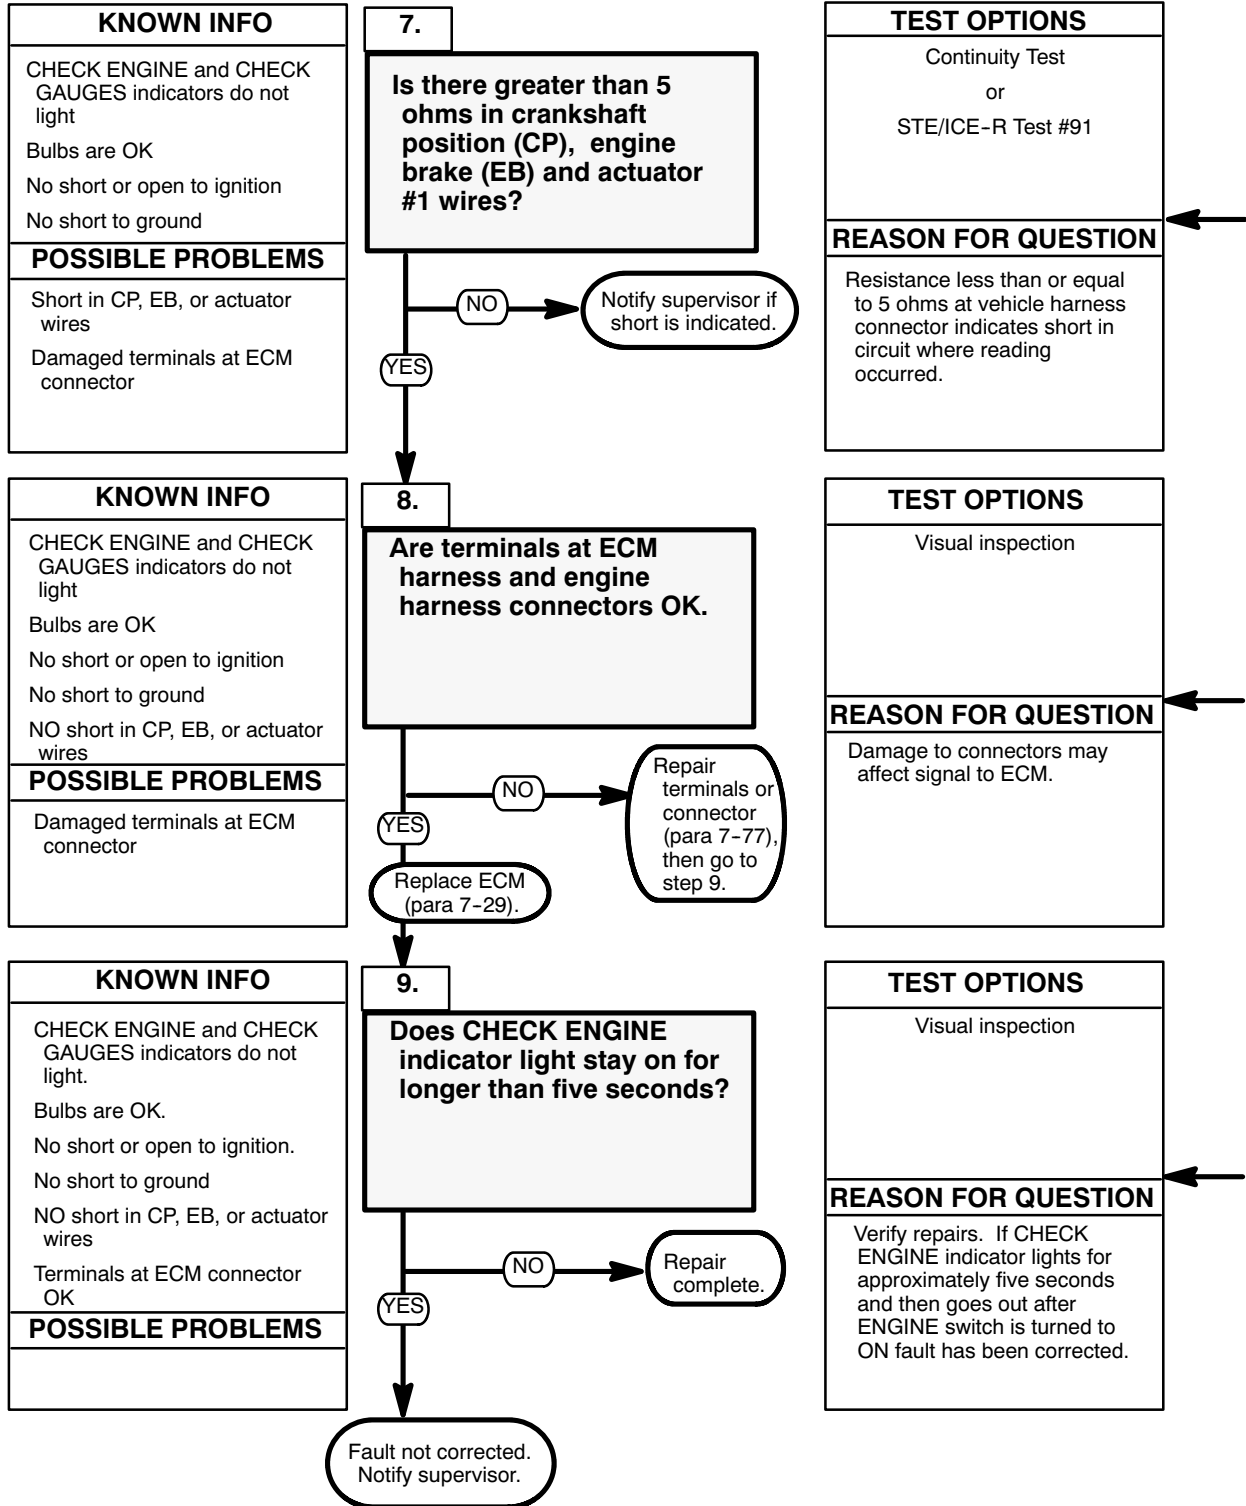 KNOWN INFO
CHECK ENGINE and CHECK
GAUGES indicators do not
light
Bulbs are OK
No short or open to ignition
No short to ground
POSSIBLE PROBLEMS
Short in CP, EB, or actuator
wires
Damaged terminals at ECM
connector
7.
Is there greater than 5
ohms in crankshaft
position (CP), engine
brake (EB) and actuator
#1 wires?
NO
Notify supervisor if
short is indicated.
YES
TEST OPTIONS
Continuity Test
or
STE/ICE-R Test #91
REASON FOR QUESTION
Resistance less than or equal
to 5 ohms at vehicle harness
connector indicates short in
circuit where reading
occurred.
KNOWN INFO
CHECK ENGINE and CHECK
GAUGES indicators do not
light
Bulbs are OK
No short or open to ignition
No short to ground
NO short in CP, EB, or actuator
wires
POSSIBLE PROBLEMS
Damaged terminals at ECM
connector
8.
Are terminals at ECM
harness and engine
harness connectors OK.
NO
Repair
terminals or
connector
(para 7-77),
then go to
step 9.
YES
Replace ECM
(para 7-29).
TEST OPTIONS
Visual inspection
REASON FOR QUESTION
Damage to connectors may
affect signal to ECM.
KNOWN INFO
CHECK ENGINE and CHECK
GAUGES indicators do not
light.
Bulbs are OK.
No short or open to ignition.
No short to ground
NO short in CP, EB, or actuator
wires
Terminals at ECM connector
OK
POSSIBLE PROBLEMS
9.
Does CHECK ENGINE
indicator light stay on for
longer than five seconds?
NO
Repair
complete.
YES
Fault not corrected.
Notify supervisor.
TEST OPTIONS
Visual inspection
REASON FOR QUESTION
Verify repairs. If CHECK
ENGINE indicator lights for
approximately five seconds
and then goes out after
ENGINE switch is turned to
ON fault has been corrected.